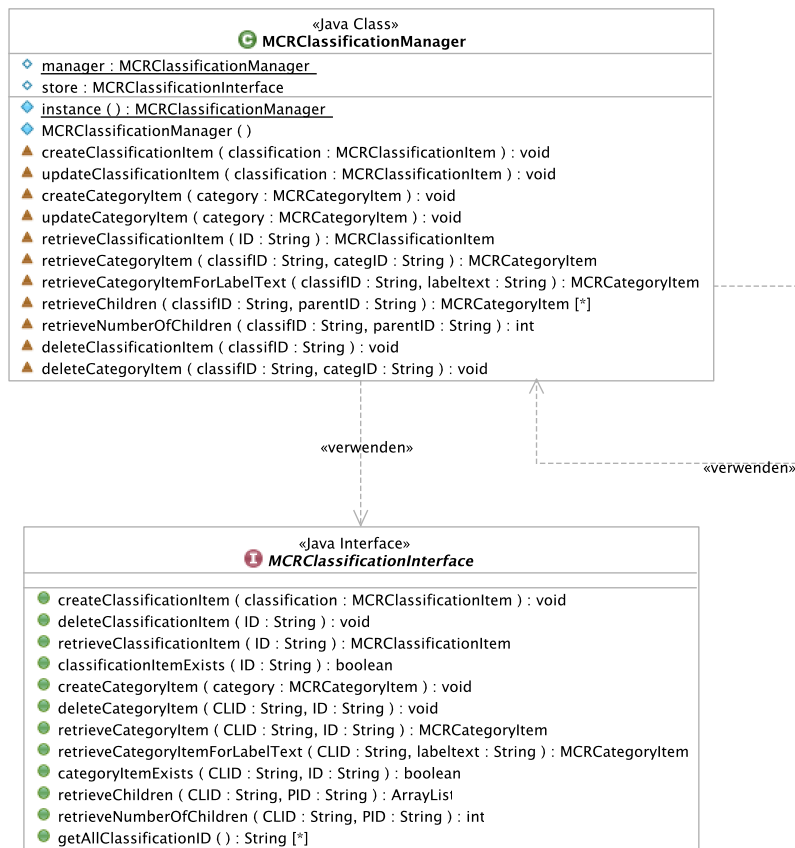 «Java Class»
C MCRClassificationManager
manager : MCRClassificationManager
store : MCRClassificationInterface
instance ( ) : MCRClassificationManager
MCRClassificationManager ( )
createClassificationItem ( classification : MCRClassificationItem ) : void
updateClassificationItem ( classification : MCRClassificationItem ) : void
createCategoryItem ( category : MCRCategoryItem ) : void
updateCategoryItem ( category : MCRCategoryItem ) : void
retrieveClassificationItem ( ID : String ) : MCRClassificationItem
retrieveCategoryItem ( classifID : String, categID : String ) : MCRCategoryItem
retrieveCategoryItemForLabelText ( classifID : String, labeltext : String ) : MCRCategoryItem
retrieveChildren ( classifID : String, parentID : String ) : MCRCategoryItem [*]
retrieveNumberOfChildren ( classifID : String, parentID : String ) : int
deleteClassificationItem ( classifID : String ) : void
deleteCategoryItem ( classifID : String, categID : String ) : void
«verwenden»
«verwenden»
«Java Interface»
I MCRClassificationInterface
createClassificationItem ( classification : MCRClassificationItem ) : void
deleteClassificationItem ( ID : String ) : void
retrieveClassificationItem ( ID : String ) : MCRClassificationItem
classificationItemExists ( ID : String ) : boolean
createCategoryItem ( category : MCRCategoryItem ) : void
deleteCategoryItem ( CLID : String, ID : String ) : void
retrieveCategoryItem ( CLID : String, ID : String ) : MCRCategoryItem
retrieveCategoryItemForLabelText ( CLID : String, labeltext : String ) : MCRCategoryItem
categoryItemExists ( CLID : String, ID : String ) : boolean
retrieveChildren ( CLID : String, PID : String ) : ArrayList
retrieveNumberOfChildren ( CLID : String, PID : String ) : int
getAllClassificationID ( ) : String [*]